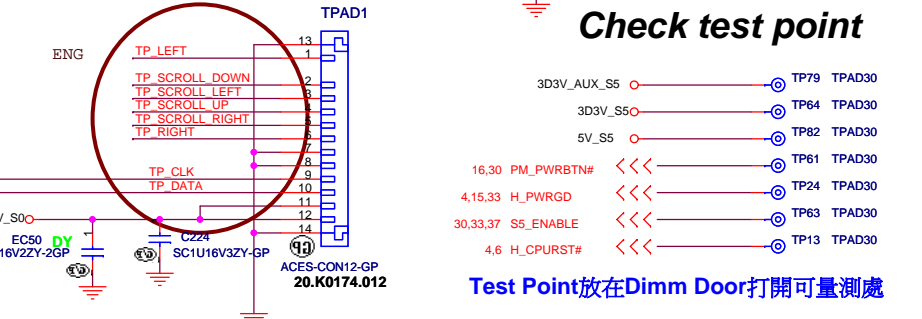 TPAD1
ENG
13
TP_LEFT
1
TP_SCROLL_DOWN
2
TP_SCROLL_LEFT
3
TP_SCROLL_UP
4
TP_SCROLL_RIGHT
5
TP_RIGHT
6
7
8
TP_CLK
9
TP_DATA
10
11
V_S0
12
14
EC50
DY
16V2ZY-2GP
C224
SC1U16V3ZY-GP
GP
ACES-CON12-GP
20.K0174.012
Check test point
3D3V_AUX_S5 TP79 TPAD30
3D3V_S5 TP64 TPAD30
5V_S5 TP82 TPAD30
16,30 PM_PWRBTN# TP61 TPAD30
4,15,33 H_PWRGD TP24 TPAD30
30,33,37 S5_ENABLE TP63 TPAD30
4,6 H_CPURST# TP13 TPAD30
Test Point放在Dimm Door打開可量測處